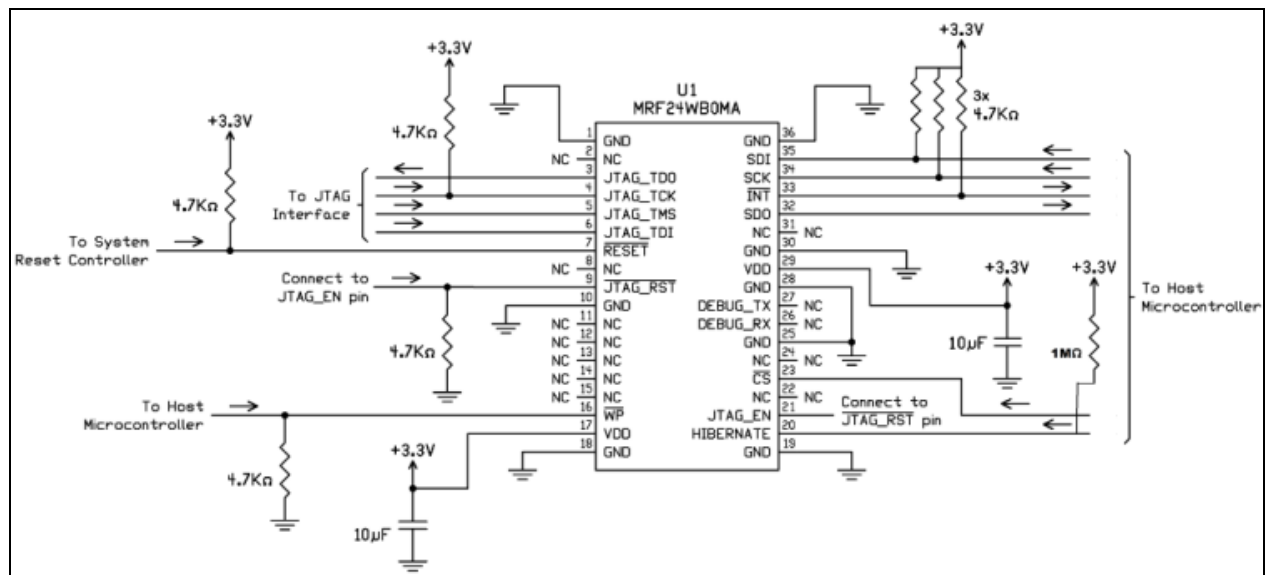 +3.3V
+3.3V
+3.3V
U1
MRF24WB0MA
3x
4.7KΩ
4.7KΩ
4.7KΩ
1 GND
2 NC
NC
3 JTAG_TDO
4 JTAG_TCK
5 JTAG_TMS
6 JTAG_TDI
7 RESET
8 NC
NC
9 JTAG_RST
10 GND
11 NC
NC
12 NC
NC
13 NC
NC
14 NC
NC
15 NC
NC
16 WP
17 VDD
18 GND
GND 36
SDI 35
SCK 34
INT 33
SDO 32
NC 31
NC
GND 30
VDD 29
GND 28
DEBUG_TX 27
NC
DEBUG_RX 26
NC
GND 25
NC 24
NC
CS 23
NC 22
NC
JTAG_EN 21
HIBERNATE 20
GND 19
To JTAG
Interface
To System
Reset Controller
Connect to
JTAG_EN pin
4.7KΩ
To Host
Microcontroller
4.7KΩ
+3.3V
10µF
+3.3V
+3.3V
10µF
1MΩ
Connect to
JTAG_RST pin
To Host
Microcontroller